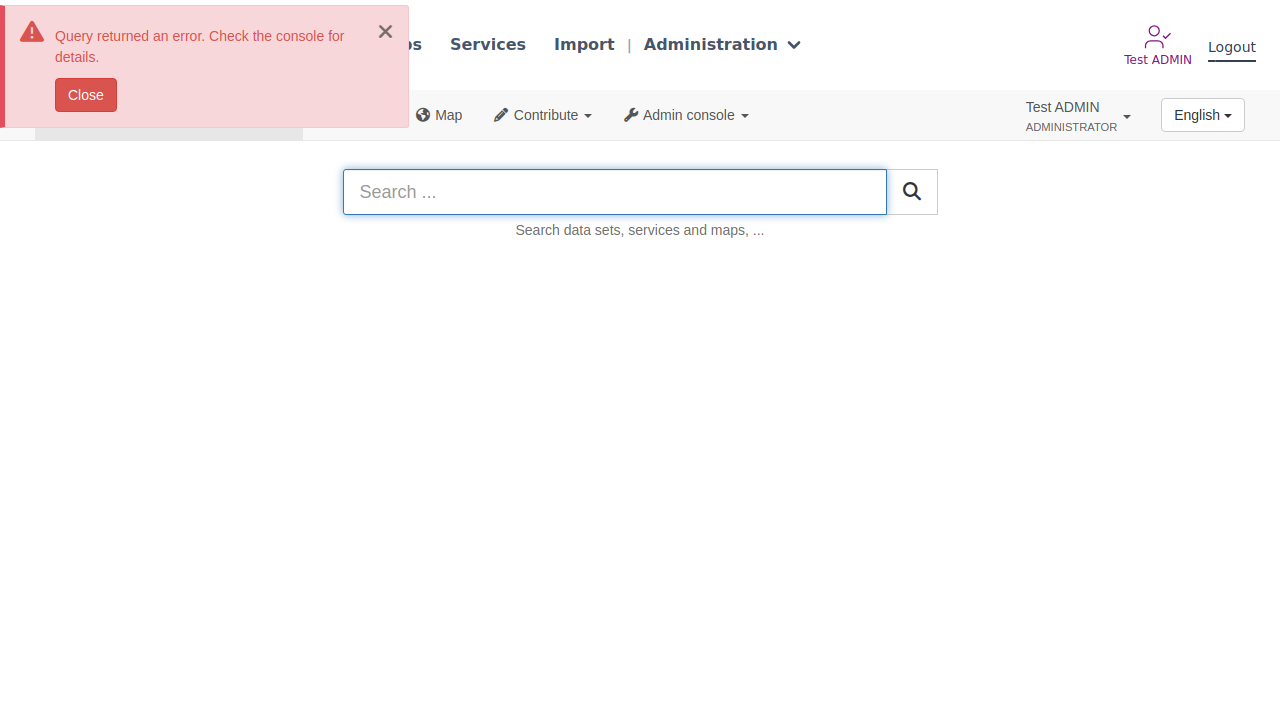 Query returned an error. Check the console for
details.
Close
Services
Import
|
Administration
Test ADMIN
Logout
Map
Contribute
Admin console
Test ADMIN
ADMINISTRATOR
English
Search ...
Search data sets, services and maps, ...